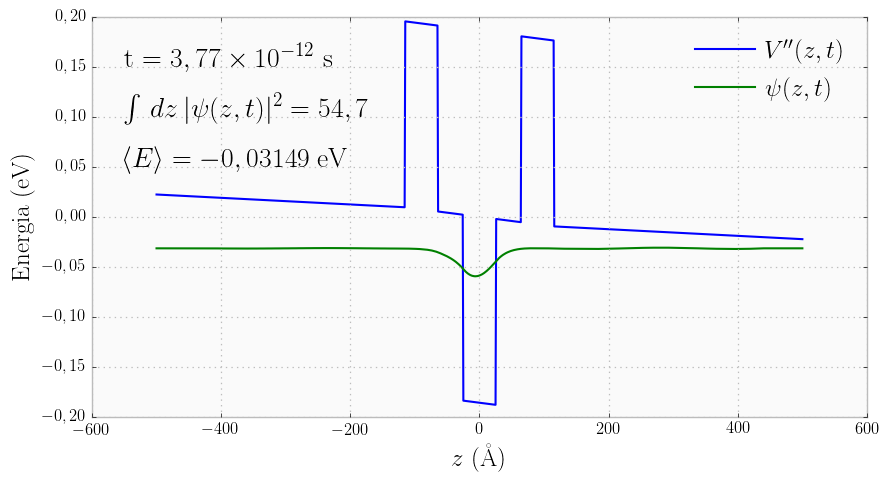 t = 3,77 × 10⁻¹² s
∫ dz |ψ(z, t)|² = 54,7
⟨E⟩ = −0,03149 eV
V′′(z, t)
ψ(z, t)
Energia (eV)
0,20
0,15
0,10
0,05
0,00
−0,05
−0,10
−0,15
−0,20
−600 −400 −200 0 200 400 600
z (Å)